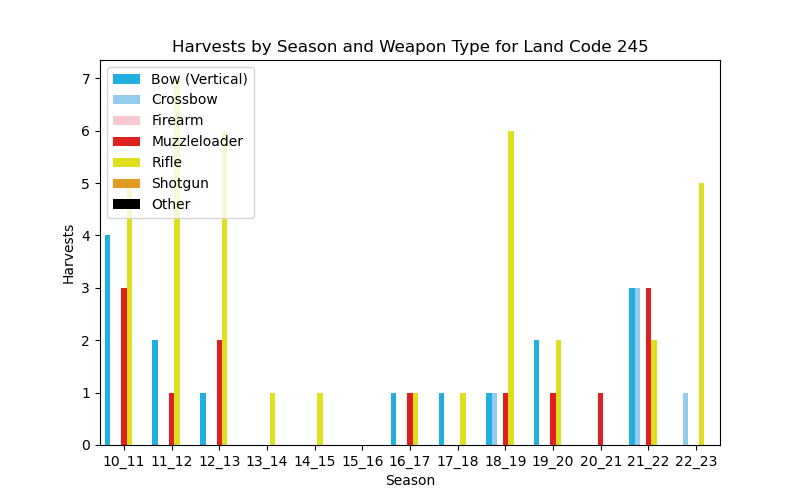 Harvests by Season and Weapon Type for Land Code 245
7
6
5
4
3
2
1
0
Harvests
Bow (Vertical)
Crossbow
Firearm
Muzzleloader
Rifle
Shotgun
Other
10_11 11_12 12_13 13_14 14_15 15_16 16_17 17_18 18_19 19_20 20_21 21_22 22_23
Season